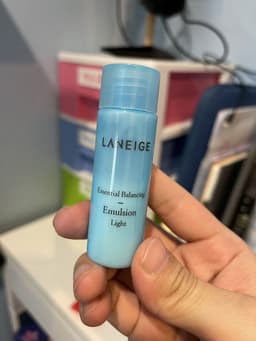 LANEIGE
Essential Balancing
Emulsion
Light